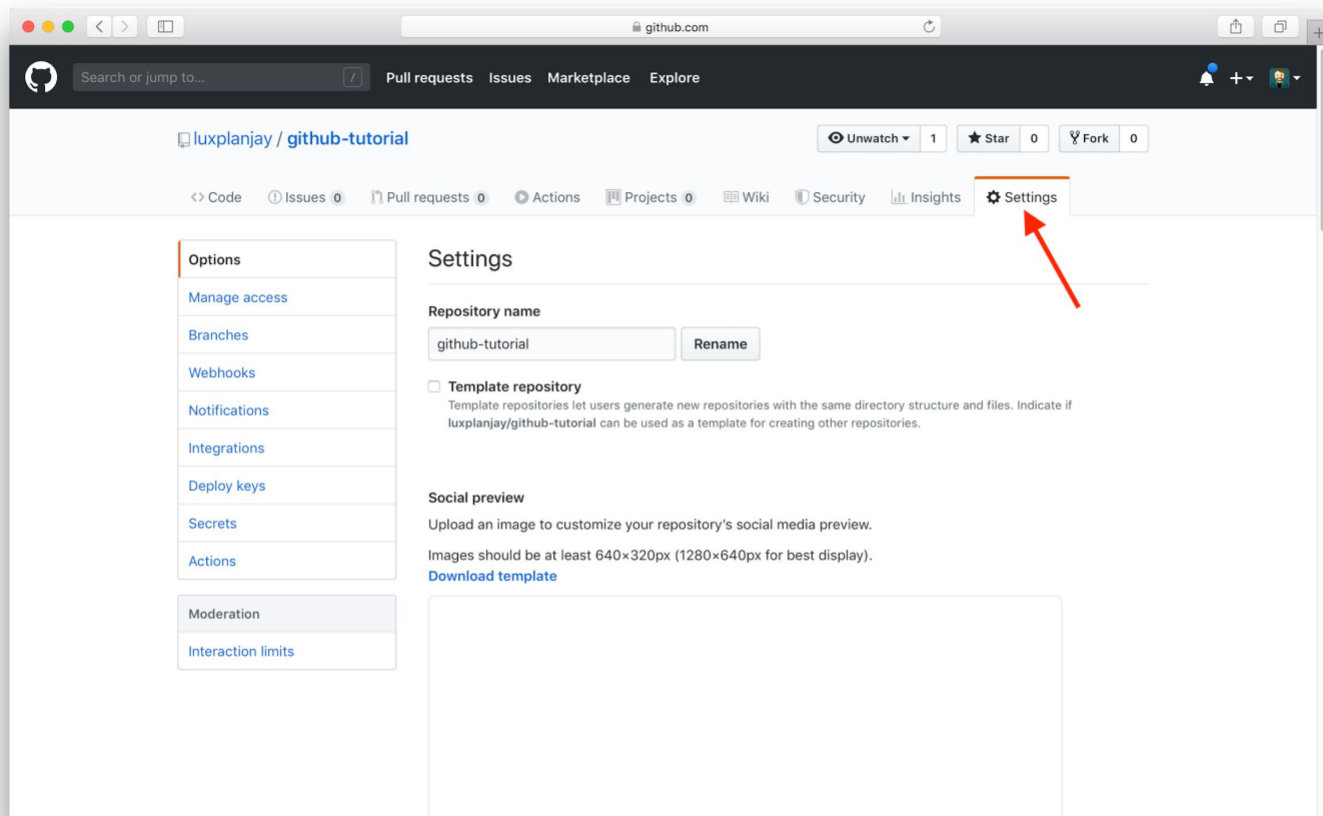 github.com
Search or jump to... /
Pull requests Issues Marketplace Explore
luxplanjay / github-tutorial
Unwatch 1 Star 0 Fork 0
Code Issues 0 Pull requests 0 Actions Projects 0 Wiki Security Insights Settings
Options
Manage access
Branches
Webhooks
Notifications
Integrations
Deploy keys
Secrets
Actions
Moderation
Interaction limits
Settings
Repository name
github-tutorial Rename
Template repository
Template repositories let users generate new repositories with the same directory structure and files. Indicate if
luxplanjay/github-tutorial can be used as a template for creating other repositories.
Social preview
Upload an image to customize your repository's social media preview.
Images should be at least 640×320px (1280×640px for best display).
Download template